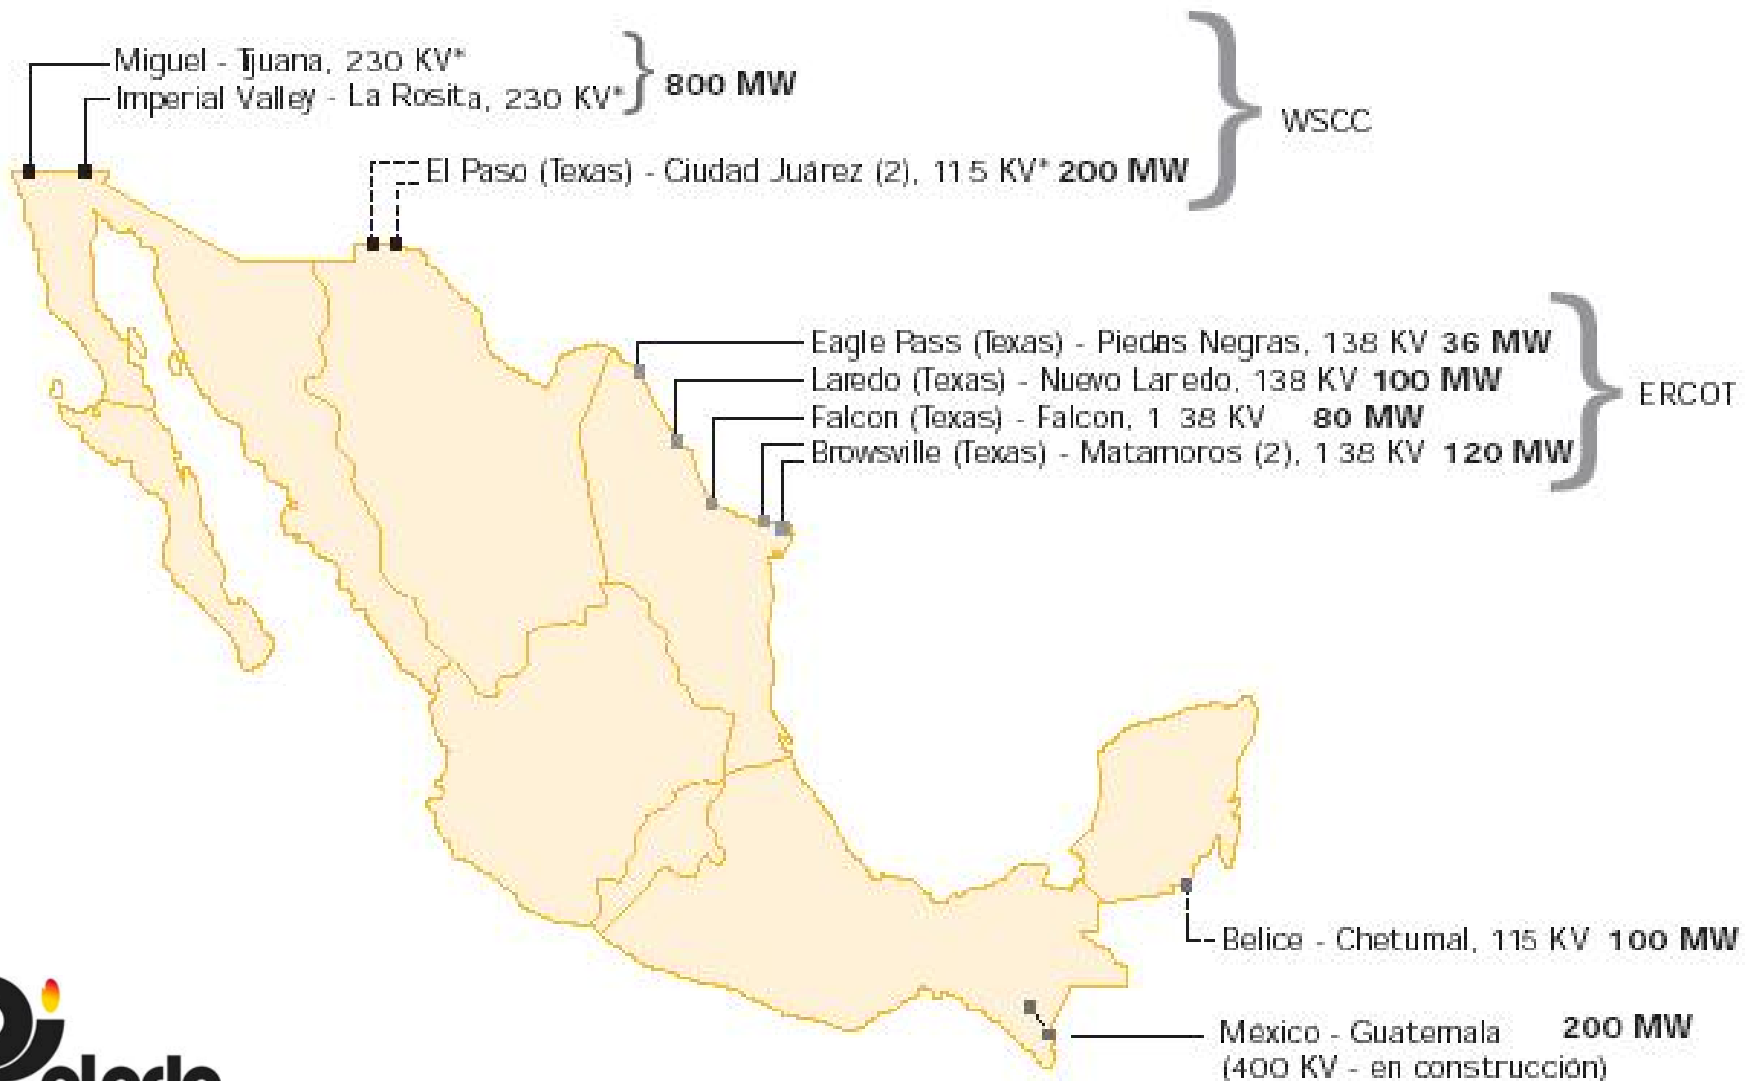 Miguel - Tijuana, 230 KV*
Imperial Valley - La Rosita, 230 KV*
800 MW
WSCC
El Paso (Texas) - Ciudad Juárez (2), 115 KV* 200 MW
Eagle Pass (Texas) - Piedas Negras, 138 KV 36 MW
Laredo (Texas) - Nuevo Laredo, 138 KV 100 MW
ERCOT
Falcon (Texas) - Falcon, 1 38 KV 80 MW
Browsville (Texas) - Matamoros (2), 138 KV 120 MW
Belice - Chetumal, 115 KV 100 MW
México - Guatemala 200 MW
(400 KV - en construcción)